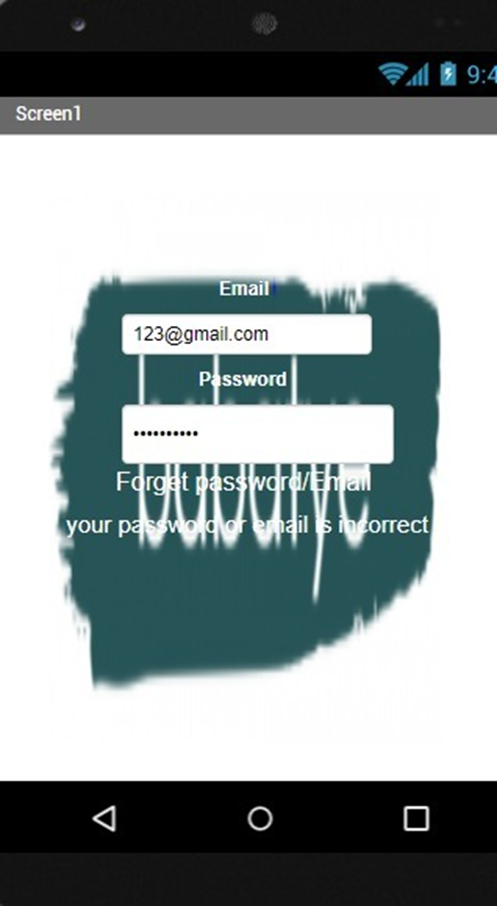 9:4
Screen1
Email
123@gmail.com
Password
••••••••••
Forget password/Email
your password or email is incorrect